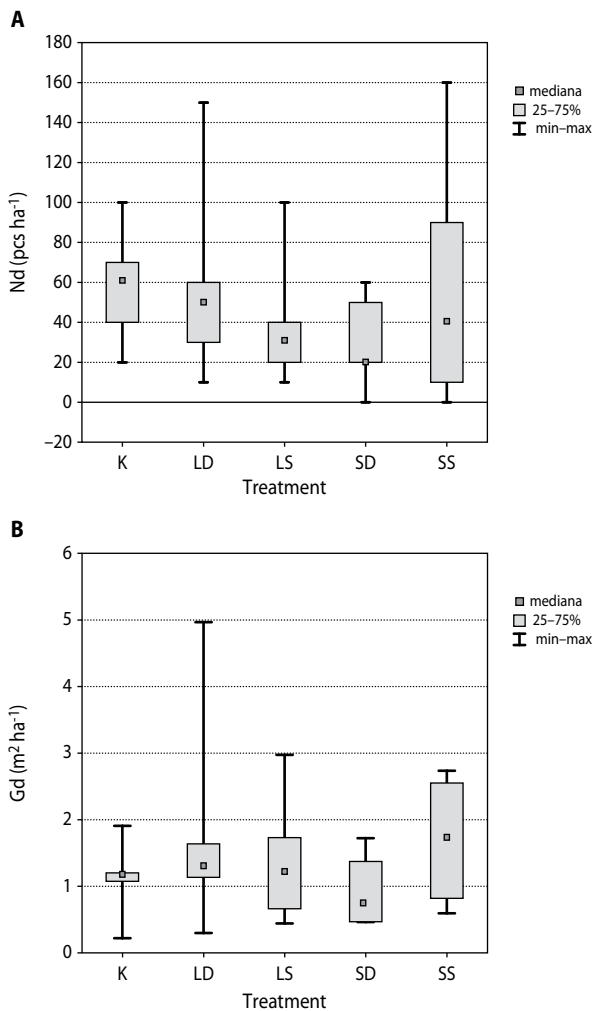 A
180
160
140
120
100
80
60
40
20
0
–20
Nd (pcs ha-1)
K LD LS SD SS
Treatment
mediana
25–75%
min–max
B
6
5
4
3
2
1
0
Gd (m2 ha-1)
K LD LS SD SS
Treatment
mediana
25–75%
min–max